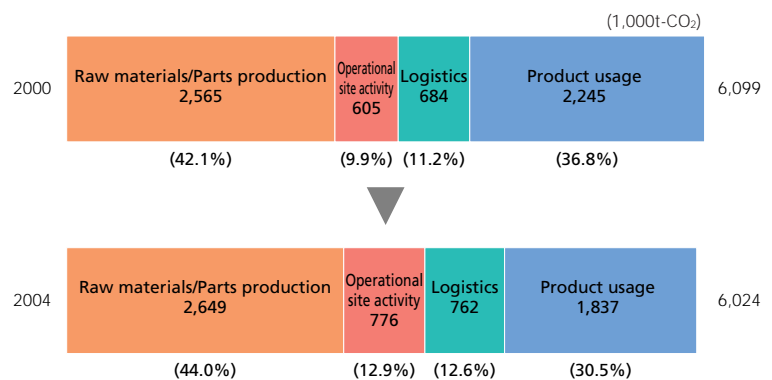 (1,000t-CO₂)
2000
Raw materials/Parts production
2,565
Operational
site activity
605
Logistics
684
Product usage
2,245
6,099
(42.1%)
(9.9%)
(11.2%)
(36.8%)
2004
Raw materials/Parts production
2,649
Operational
site activity
776
Logistics
762
Product usage
1,837
6,024
(44.0%)
(12.9%)
(12.6%)
(30.5%)